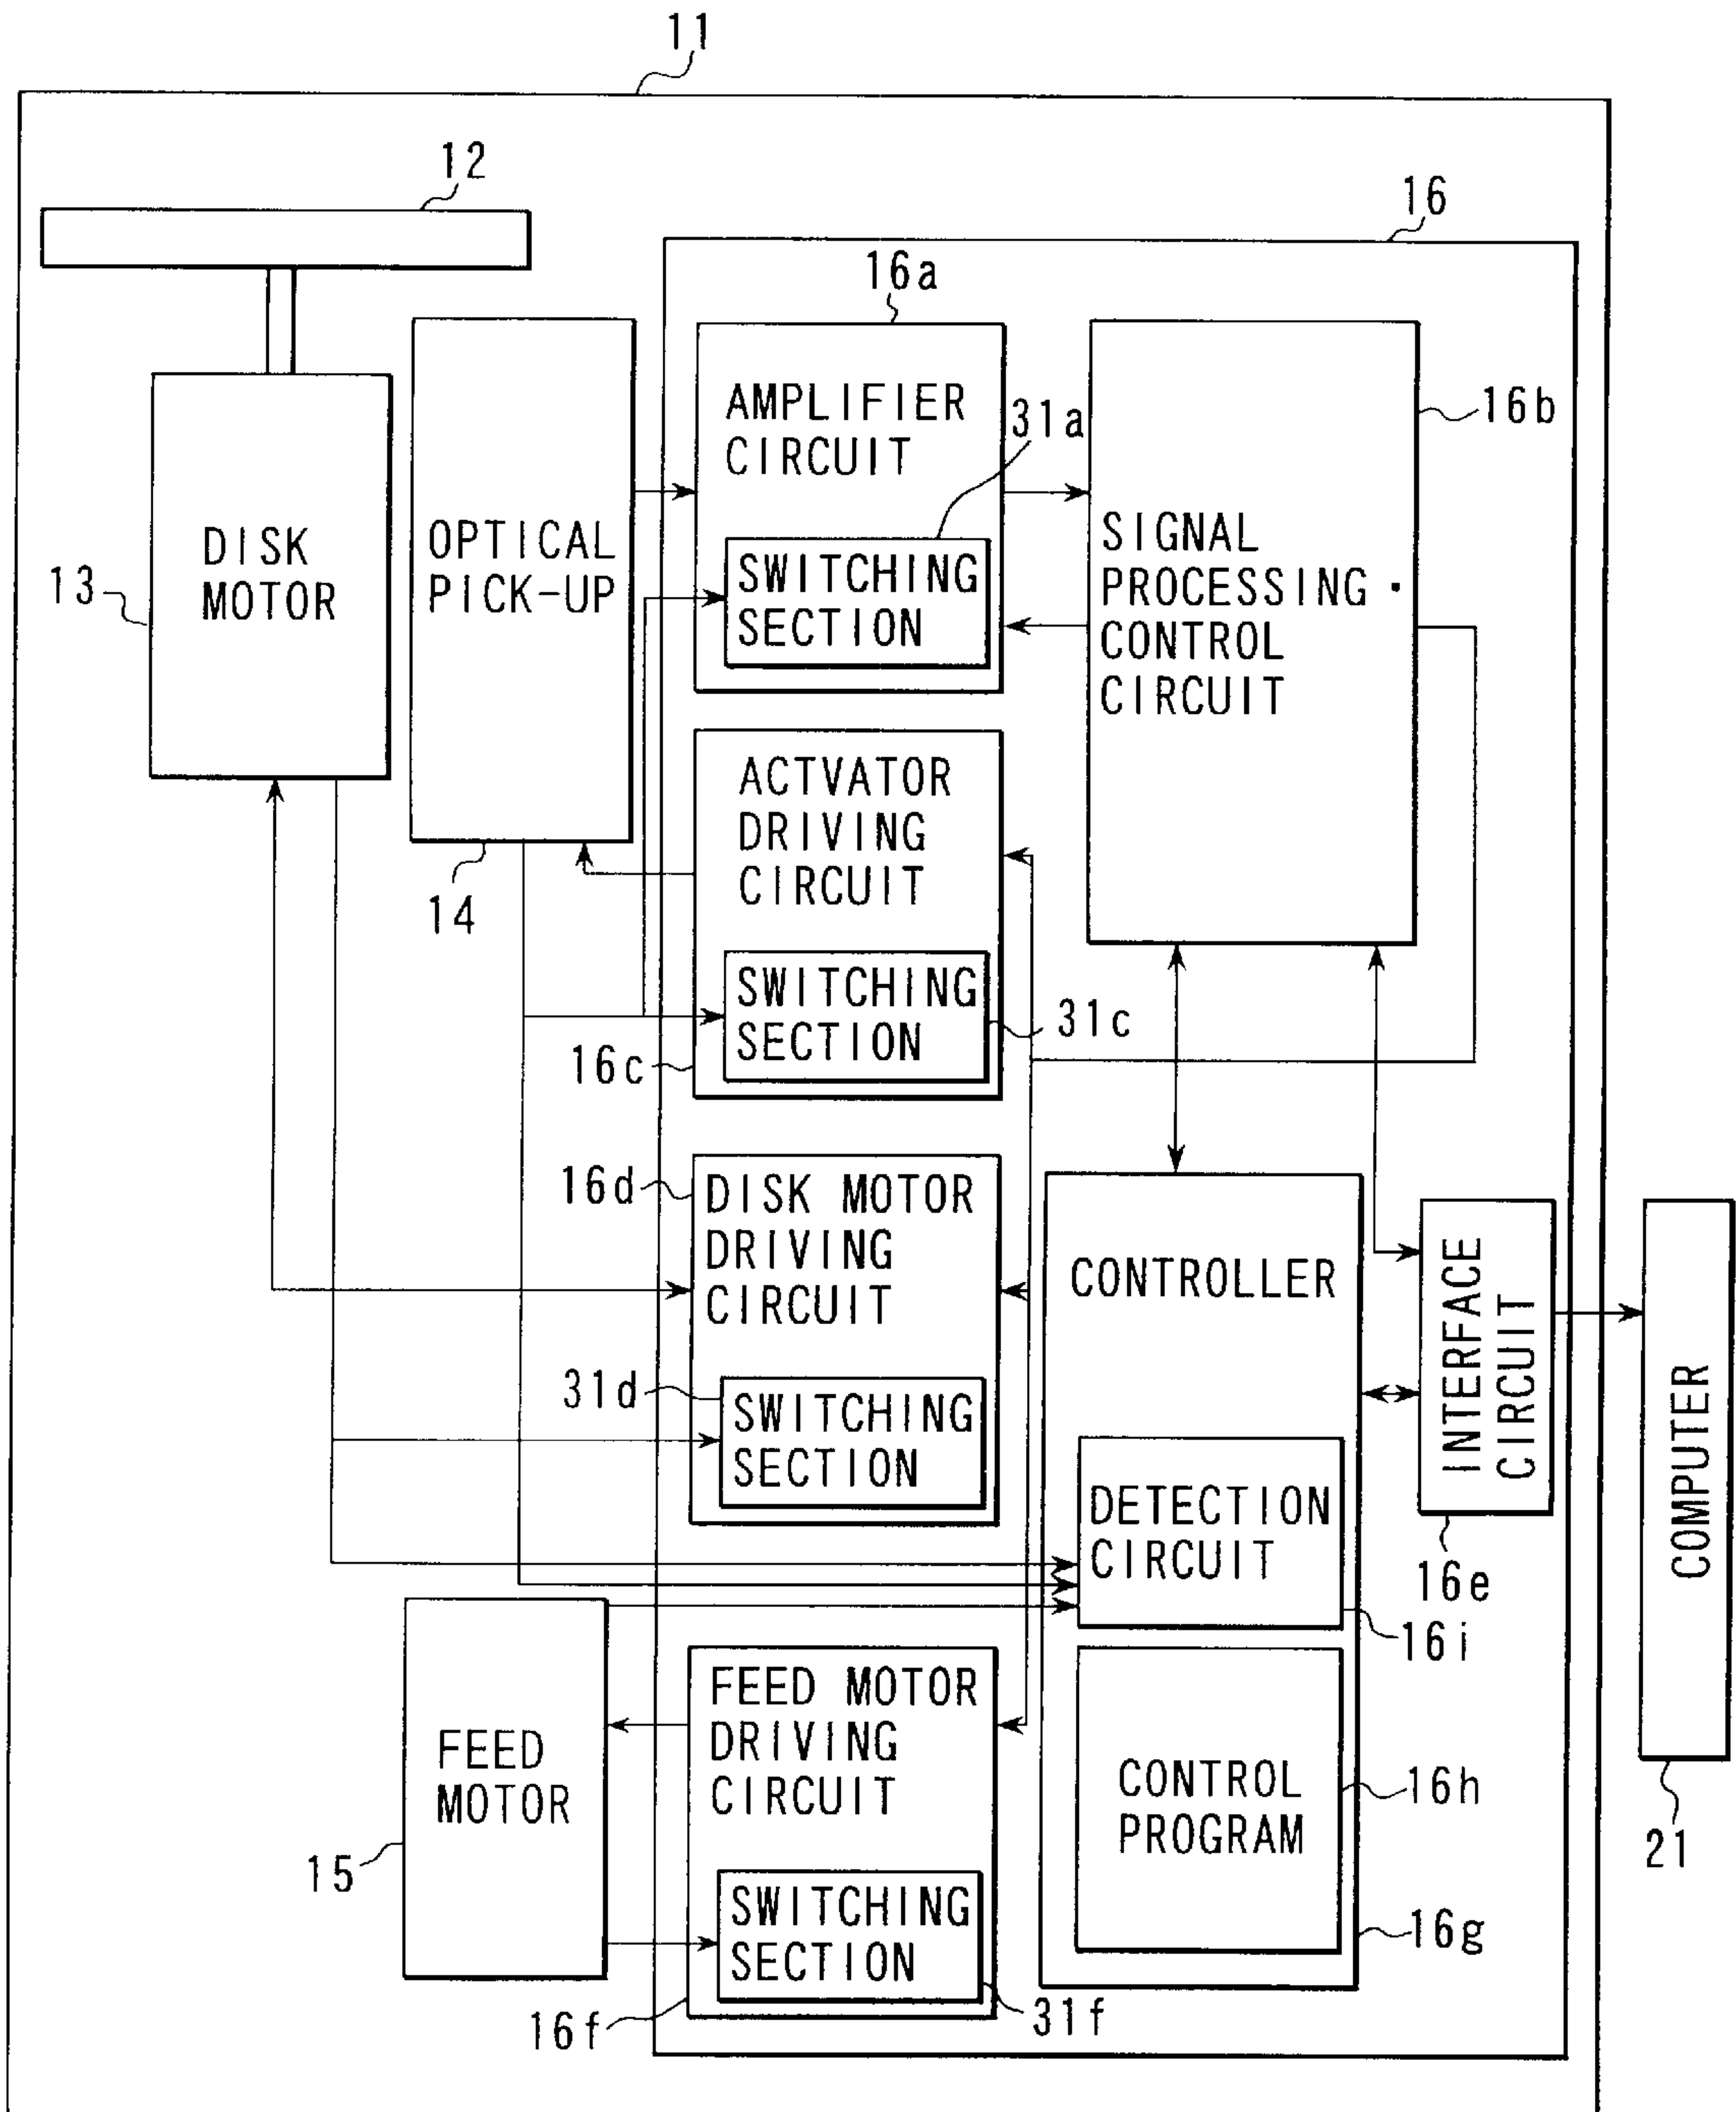 11
12
16
16a
AMPLIFIER
CIRCUIT
31a
16b
SWITCHING
SECTION
SIGNAL
PROCESSING・
CONTROL
CIRCUIT
DISK
MOTOR
13
OPTICAL
PICK-UP
14
ACTVATOR
DRIVING
CIRCUIT
SWITCHING
SECTION
31c
16c
16d
DISK MOTOR
DRIVING
CIRCUIT
31d
SWITCHING
SECTION
CONTROLLER
DETECTION
CIRCUIT
16i
INTERFACE
CIRCUIT
16e
COMPUTER
21
FEED
MOTOR
15
FEED MOTOR
DRIVING
CIRCUIT
SWITCHING
SECTION
31f
16f
CONTROL
PROGRAM
16h
16g